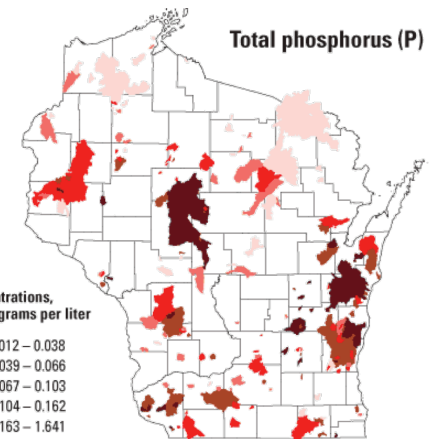 Total phosphorus (P)
trations,
grams per liter
012 – 0.038
039 – 0.066
067 – 0.103
104 – 0.162
163 – 1.641